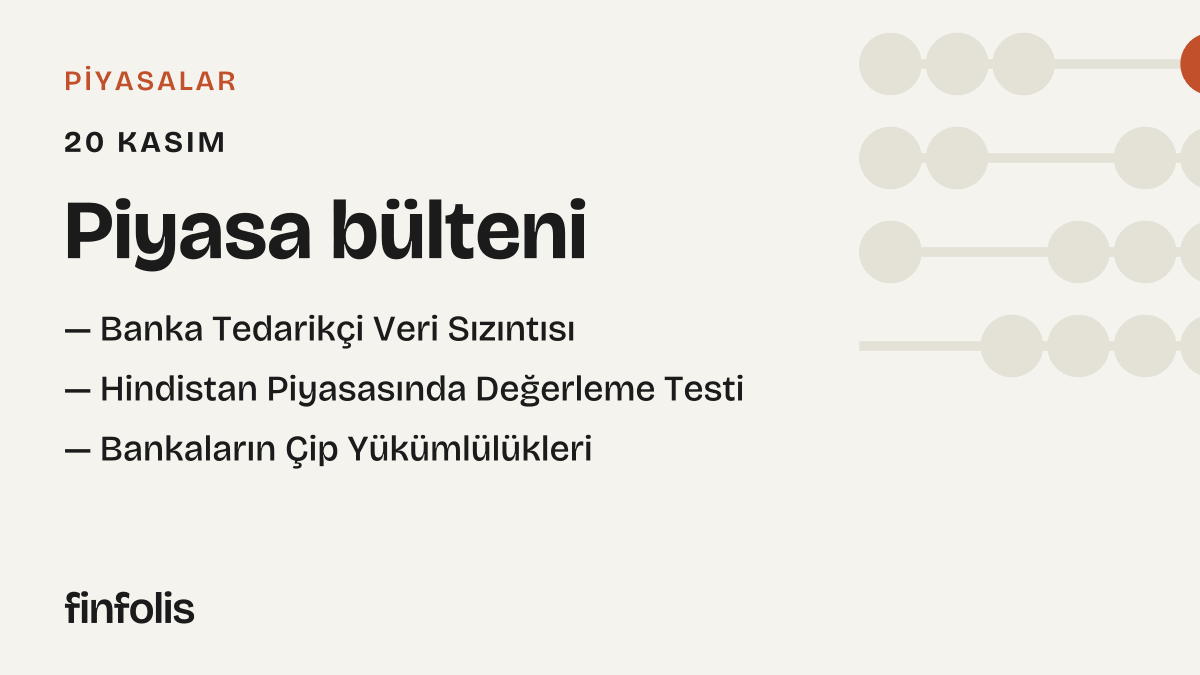 PİYASALAR
20 KASIM
Piyasa bülteni
— Banka Tedarikçi Veri Sızıntısı
— Hindistan Piyasasında Değerleme Testi
— Bankaların Çip Yükümlülükleri
finfolis